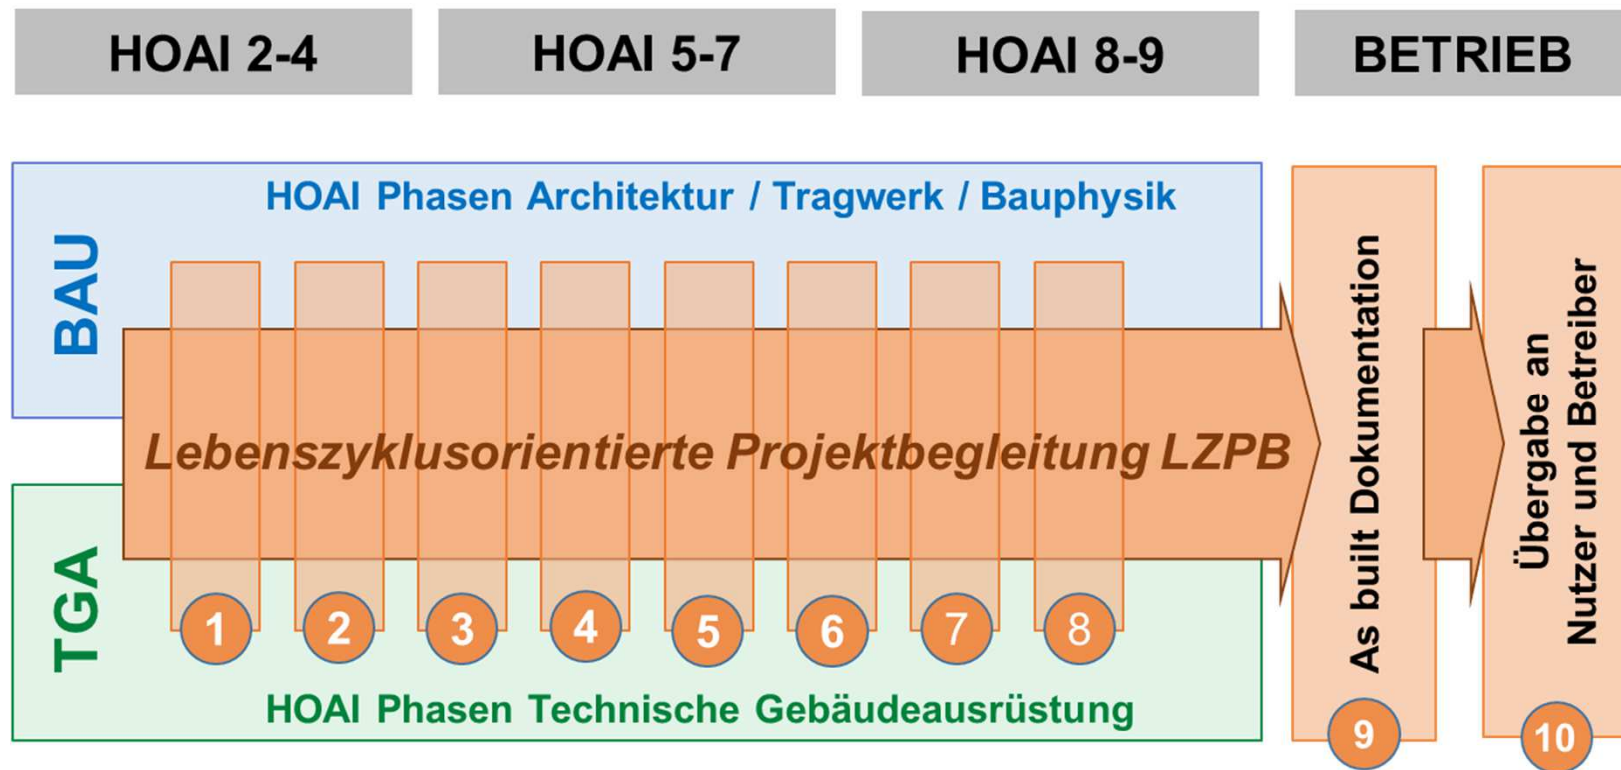 HOAI 2-4
HOAI 5-7
HOAI 8-9
BETRIEB
HOAI Phasen Architektur / Tragwerk / Bauphysik
BAU
Lebenszyklusorientierte Projektbegleitung LZPB
TGA
1
2
3
4
5
6
7
8
HOAI Phasen Technische Gebäudeausrüstung
As built Dokumentation
9
Übergabe an
Nutzer und Betreiber
10